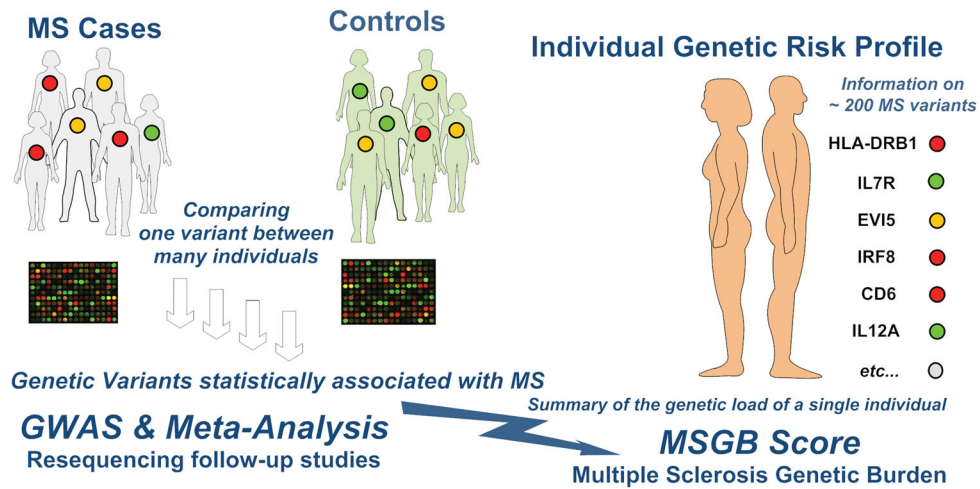 MS Cases
Controls
Comparing
one variant between
many individuals
Genetic Variants statistically associated with MS
GWAS & Meta-Analysis
Resequencing follow-up studies
Individual Genetic Risk Profile
Information on
~ 200 MS variants
HLA-DRB1
IL7R
EVI5
IRF8
CD6
IL12A
etc...
Summary of the genetic load of a single individual
MSGB Score
Multiple Sclerosis Genetic Burden